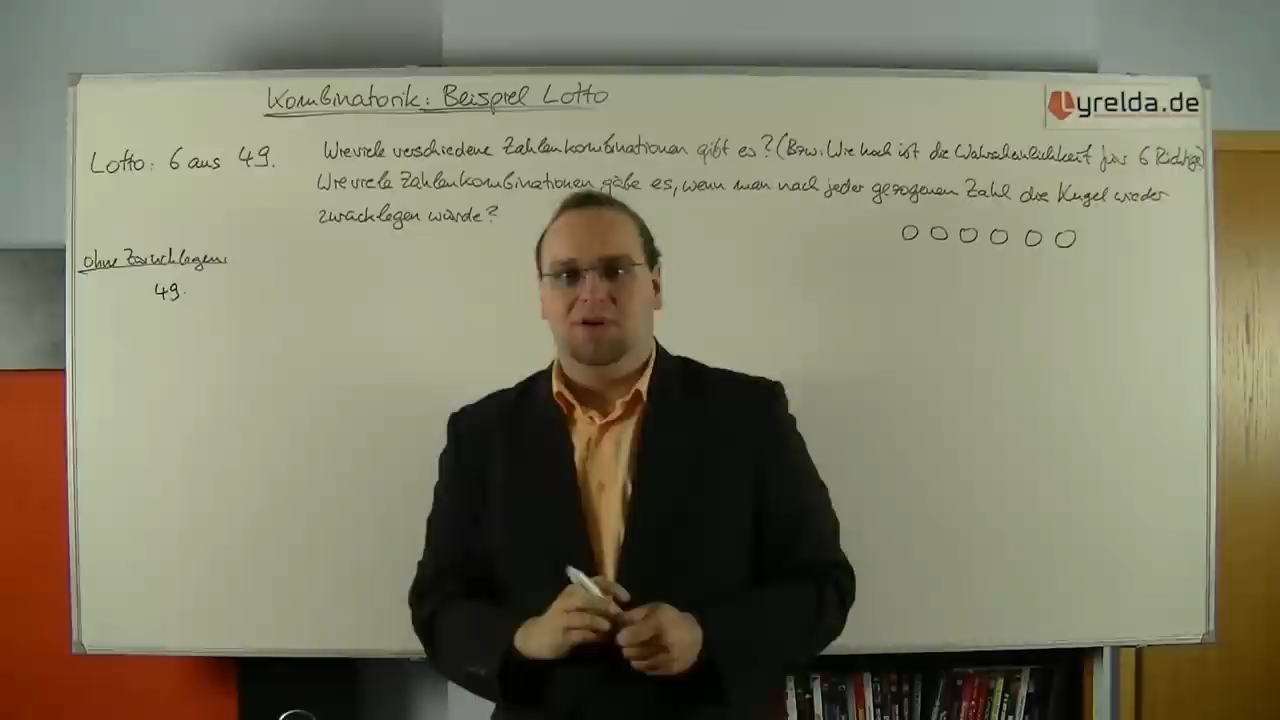 Kombinatorik: Beispiel Lotto
Lyrelda.de
Lotto: 6 aus 49.
Wieviele verschiedene Zahlenkombinationen gibt es? (Bzw. Wie hoch ist die Wahrscheinlichkeit für 6 Richtige)
Wieviele Zahlenkombinationen gäbe es, wenn man nach jeder gezogenen Zahl die Kugel wieder
zurücklegen würde?
ohne Zurücklegen:
49.